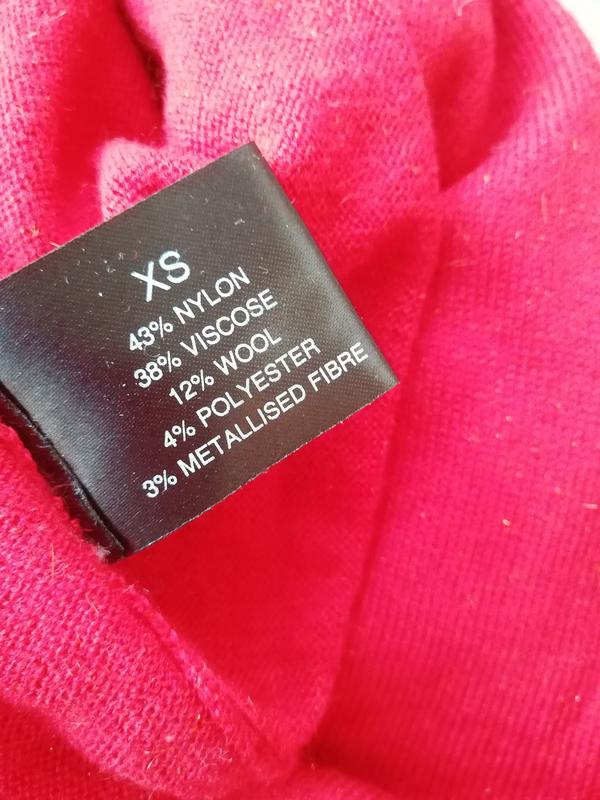 XS
43% NYLON
38% VISCOSE
12% WOOL
4% POLYESTER
3% METALLISED FIBRE